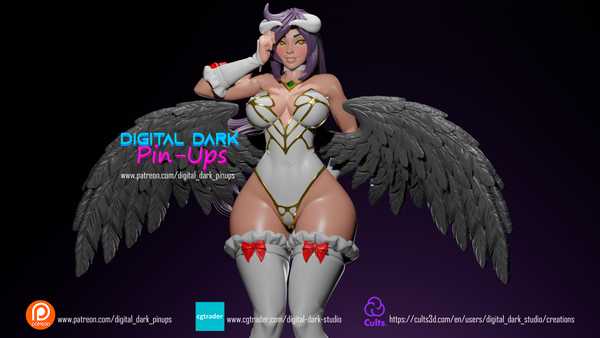 DIGITAL DARK
Pin-Ups
www.patreon.com/digital_dark_pinups
patreon
www.patreon.com/digital_dark_pinups
cgtrader
www.cgtrader.com/digital-dark-studio
Cults.
https://cults3d.com/en/users/digital_dark_studio/creations